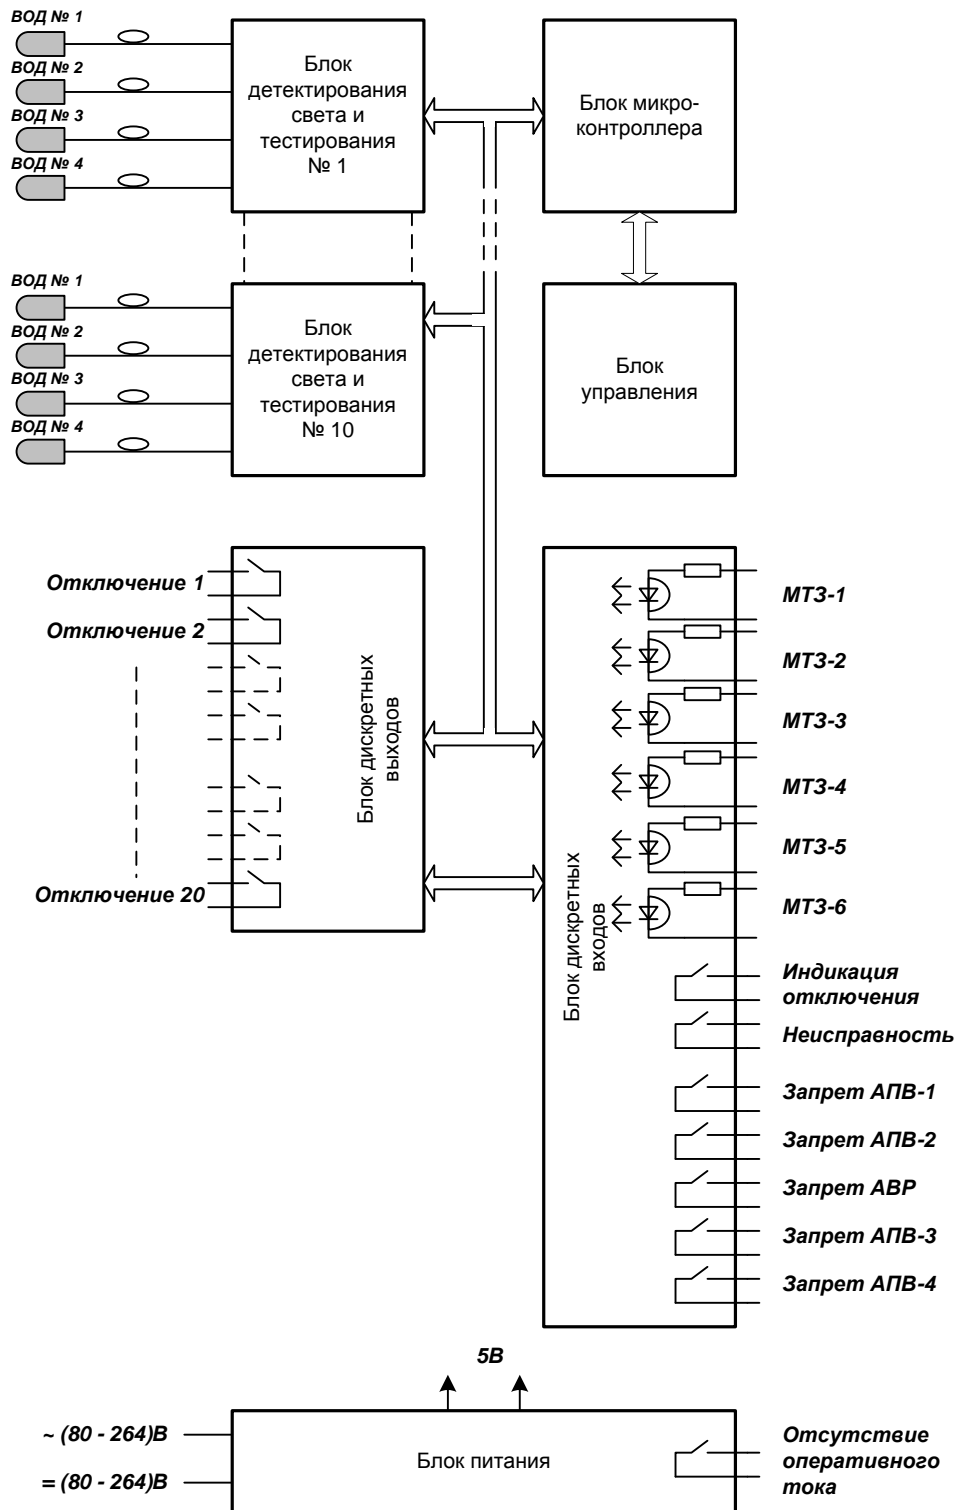 ВОД № 1
ВОД № 2
ВОД № 3
ВОД № 4
Блок
детектирования
света и
тестирования
№ 1
Блок микро-
контроллера
ВОД № 1
ВОД № 2
ВОД № 3
ВОД № 4
Блок
детектирования
света и
тестирования
№ 10
Блок
управления
Отключение 1
Отключение 2
Отключение 20
Блок дискретных
выходов
Блок дискретных
входов
МТЗ-1
МТЗ-2
МТЗ-3
МТЗ-4
МТЗ-5
МТЗ-6
Индикация
отключения
Неисправность
Запрет АПВ-1
Запрет АПВ-2
Запрет АВР
Запрет АПВ-3
Запрет АПВ-4
5В
~ (80 - 264)В
= (80 - 264)В
Блок питания
Отсутствие
оперативного
тока